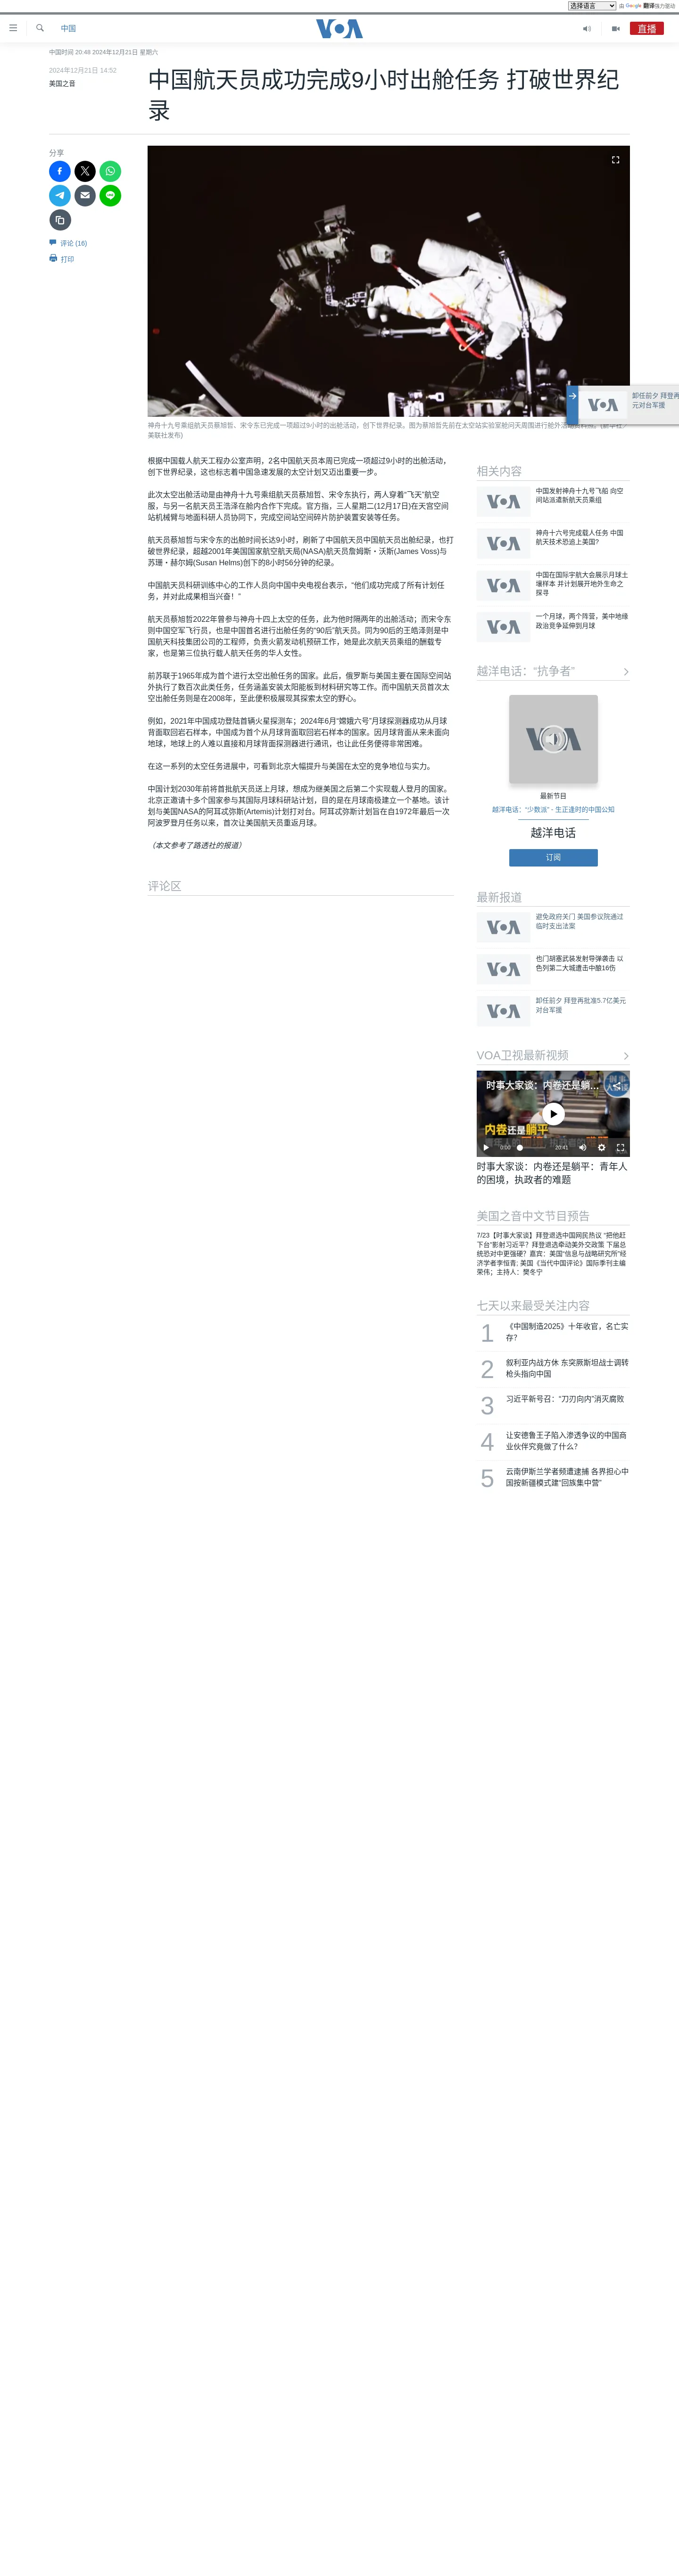 选择语言
由 Google 翻译强力驱动
中国
VOA
直播
中国时间 20:48 2024年12月21日 星期六
2024年12月21日 14:52
美国之音
中国航天员成功完成9小时出舱任务 打破世界纪
录
分享
评论 (16)
打印
卸任前夕 拜登再
元对台军援
神舟十九号乘组航天员蔡旭哲、宋令东已完成一项超过9小时的出舱活动，创下世界纪录。图为蔡旭哲先前在太空站实验室舱问天周围进行舱外活动资料照。(新华社／
美联社发布)
根据中国载人航天工程办公室声明，2名中国航天员本周已完成一项超过9小时的出舱活动，
创下世界纪录，这也标志着中国急速发展的太空计划又迈出重要一步。
此次太空出舱活动是由神舟十九号乘组航天员蔡旭哲、宋令东执行，两人穿着“飞天”航空
服，与另一名航天员王浩泽在舱内合作下完成。官方指，三人星期二(12月17日)在天宫空间
站机械臂与地面科研人员协同下，完成空间站空间碎片防护装置安装等任务。
航天员蔡旭哲与宋令东的出舱时间长达9小时，刷新了中国航天员中国航天员出舱纪录，也打
破世界纪录，超越2001年美国国家航空航天局(NASA)航天员詹姆斯・沃斯(James Voss)与
苏珊・赫尔姆(Susan Helms)创下的8小时56分钟的纪录。
中国航天员科研训练中心的工作人员向中国中央电视台表示，“他们成功完成了所有计划任
务，并对此成果相当兴奋！”
航天员蔡旭哲2022年曾参与神舟十四上太空的任务，此为他时隔两年的出舱活动；而宋令东
则中国空军飞行员，也是中国首名进行出舱任务的“90后”航天员。同为90后的王皓泽则是中
国航天科技集团公司的工程师，负责火箭发动机预研工作，她是此次航天员乘组的酬载专
家，也是第三位执行载人航天任务的华人女性。
前苏联于1965年成为首个进行太空出舱任务的国家。此后，俄罗斯与美国主要在国际空间站
外执行了数百次此类任务，任务涵盖安装太阳能板到材料研究等工作。而中国航天员首次太
空出舱任务则是在2008年，至此便积极展现其探索太空的野心。
例如，2021年中国成功登陆首辆火星探测车；2024年6月“嫦娥六号”月球探测器成功从月球
背面取回岩石样本，中国成为首个从月球背面取回岩石样本的国家。因月球背面从来未面向
地球，地球上的人难以直接和月球背面探测器进行通讯，也让此任务便得非常困难。
在这一系列的太空任务进展中，可看到北京大幅提升与美国在太空的竞争地位与实力。
中国计划2030年前将首批航天员送上月球，想成为继美国之后第二个实现载人登月的国家。
北京正邀请十多个国家参与其国际月球科研站计划，目的是在月球南极建立一个基地。该计
划与美国NASA的阿耳忒弥斯(Artemis)计划打对台。阿耳忒弥斯计划旨在自1972年最后一次
阿波罗登月任务以来，首次让美国航天员重返月球。
（本文参考了路透社的报道）
评论区
相关内容
中国发射神舟十九号飞船 向空
间站派遣新航天员乘组
神舟十六号完成载人任务 中国
航天技术恐追上美国?
中国在国际宇航大会展示月球土
壤样本 并计划展开地外生命之
探寻
一个月球，两个阵营，美中地缘
政治竞争延伸到月球
越洋电话：“抗争者”
最新节目
越洋电话：“少数派” - 生正逢时的中国公知
越洋电话
订阅
最新报道
避免政府关门 美国参议院通过
临时支出法案
也门胡塞武装发射导弹袭击 以
色列第二大城遭击中酿16伤
卸任前夕 拜登再批准5.7亿美元
对台军援
VOA卫视最新视频
时事大家谈：内卷还是躺…
内卷还是躺平
0:00
20:41
时事大家谈：内卷还是躺平：青年人
的困境，执政者的难题
美国之音中文节目预告
7/23【时事大家谈】拜登退选中国网民热议 “把他赶
下台”影射习近平？拜登退选牵动美外交政策 下届总
统恐对中更强硬？嘉宾：美国“信息与战略研究所”经
济学者李恒青; 美国《当代中国评论》国际季刊主编
荣伟；主持人：樊冬宁
七天以来最受关注内容
1
《中国制造2025》十年收官，名亡实
存？
2
叙利亚内战方休 东突厥斯坦战士调转
枪头指向中国
3
习近平新号召：“刀刃向内”消灭腐败
4
让安德鲁王子陷入渗透争议的中国商
业伙伴究竟做了什么？
5
云南伊斯兰学者频遭逮捕 各界担心中
国按新疆模式建“回族集中营”